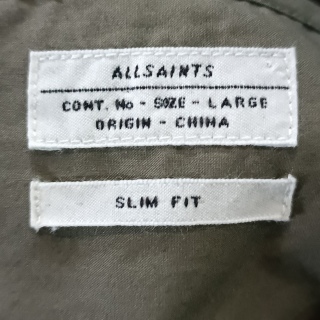 ALLSAINTS
CONT. No - SIZE - LARGE
ORIGIN - CHINA
SLIM FIT